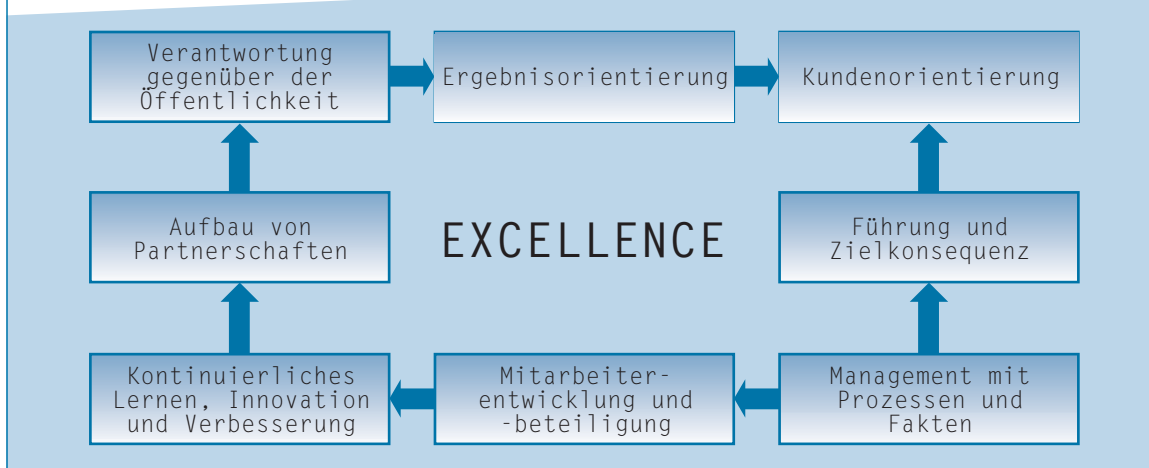 Verantwortung
gegenüber der
Öffentlichkeit
Ergebnisorientierung
Kundenorientierung
Aufbau von
Partnerschaften
EXCELLENCE
Führung und
Zielkonsequenz
Kontinuierliches
Lernen, Innovation
und Verbesserung
Mitarbeiter-
entwicklung und
-beteiligung
Management mit
Prozessen und
Fakten